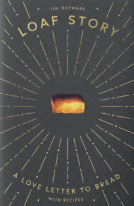 TIM HAYWARD
LOAF STORY
A LOVE LETTER TO BREAD
WITH RECIPES